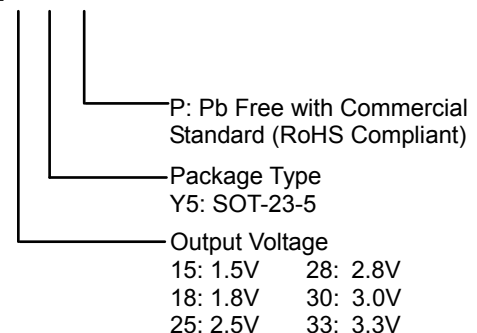 P: Pb Free with Commercial
Standard (RoHS Compliant)
Package Type
Y5: SOT-23-5
Output Voltage
15: 1.5V 28: 2.8V
18: 1.8V 30: 3.0V
25: 2.5V 33: 3.3V